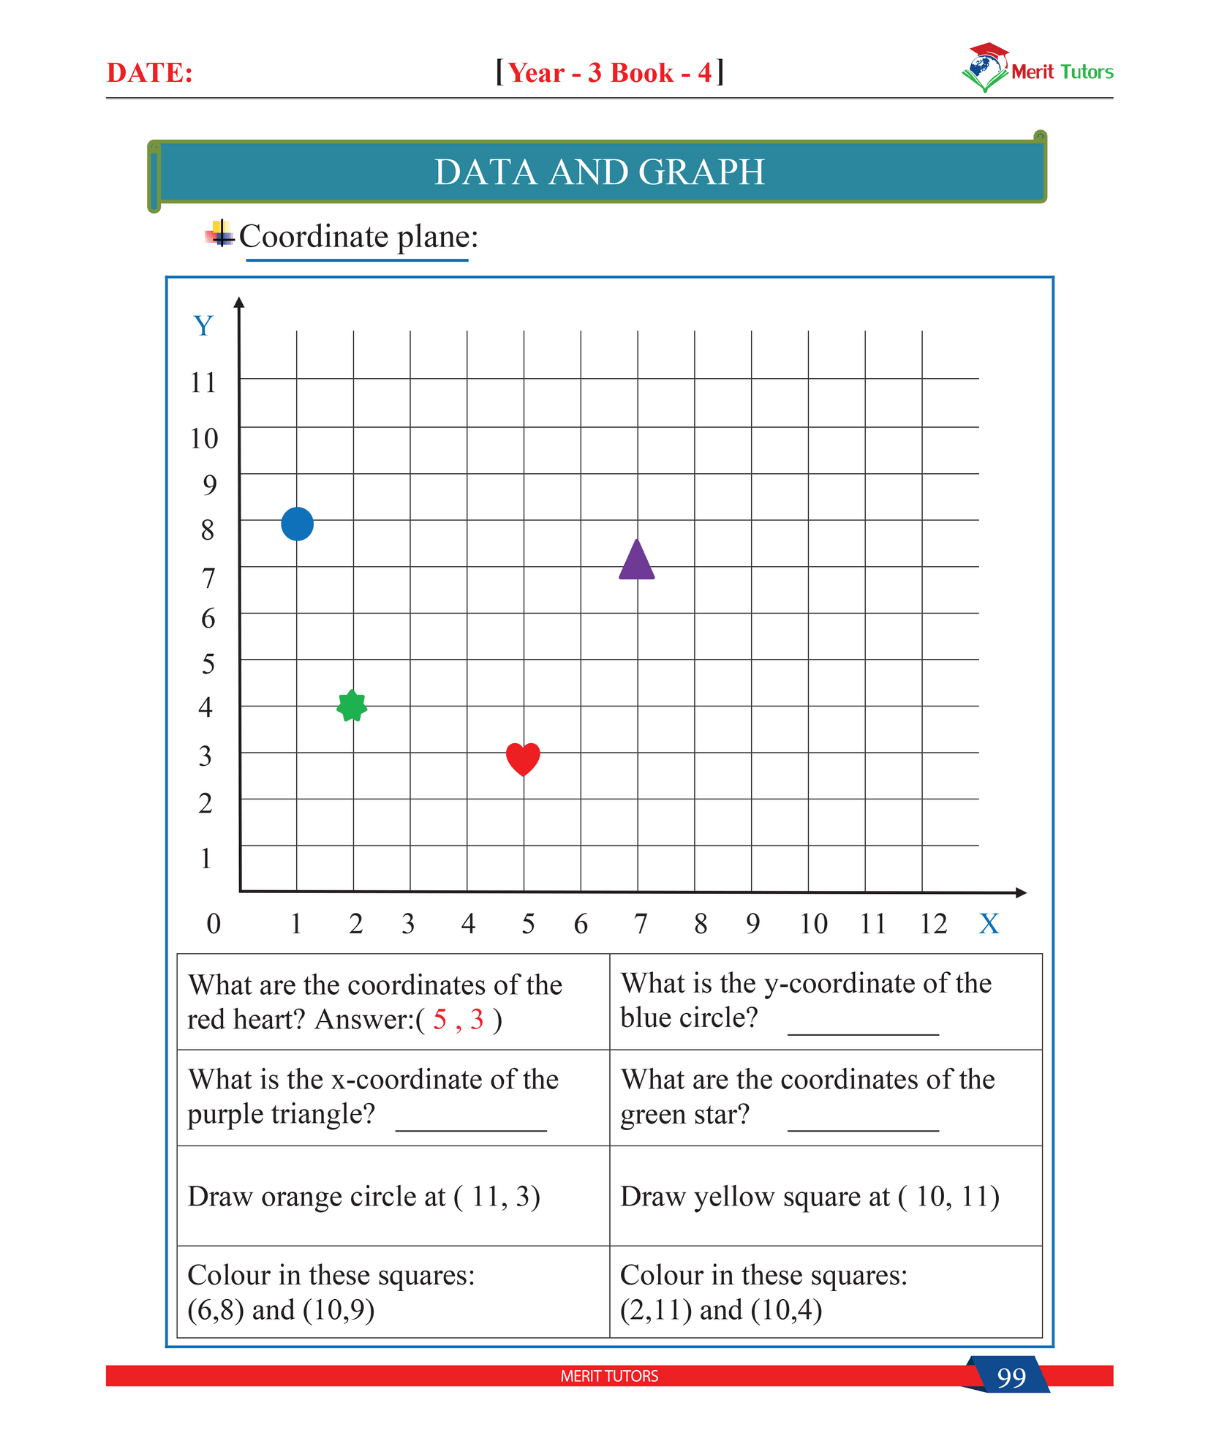 DATE:
[ Year - 3 Book - 4 ]
Merit Tutors
DATA AND GRAPH
Coordinate plane:
Y
11
10
9
8
7
6
5
4
3
2
1
0 1 2 3 4 5 6 7 8 9 10 11 12 X
What are the coordinates of the
red heart? Answer:( 5 , 3 )
What is the y-coordinate of the
blue circle? __________
What is the x-coordinate of the
purple triangle? __________
What are the coordinates of the
green star? __________
Draw orange circle at ( 11, 3)
Draw yellow square at ( 10, 11)
Colour in these squares:
(6,8) and (10,9)
Colour in these squares:
(2,11) and (10,4)
MERIT TUTORS
99